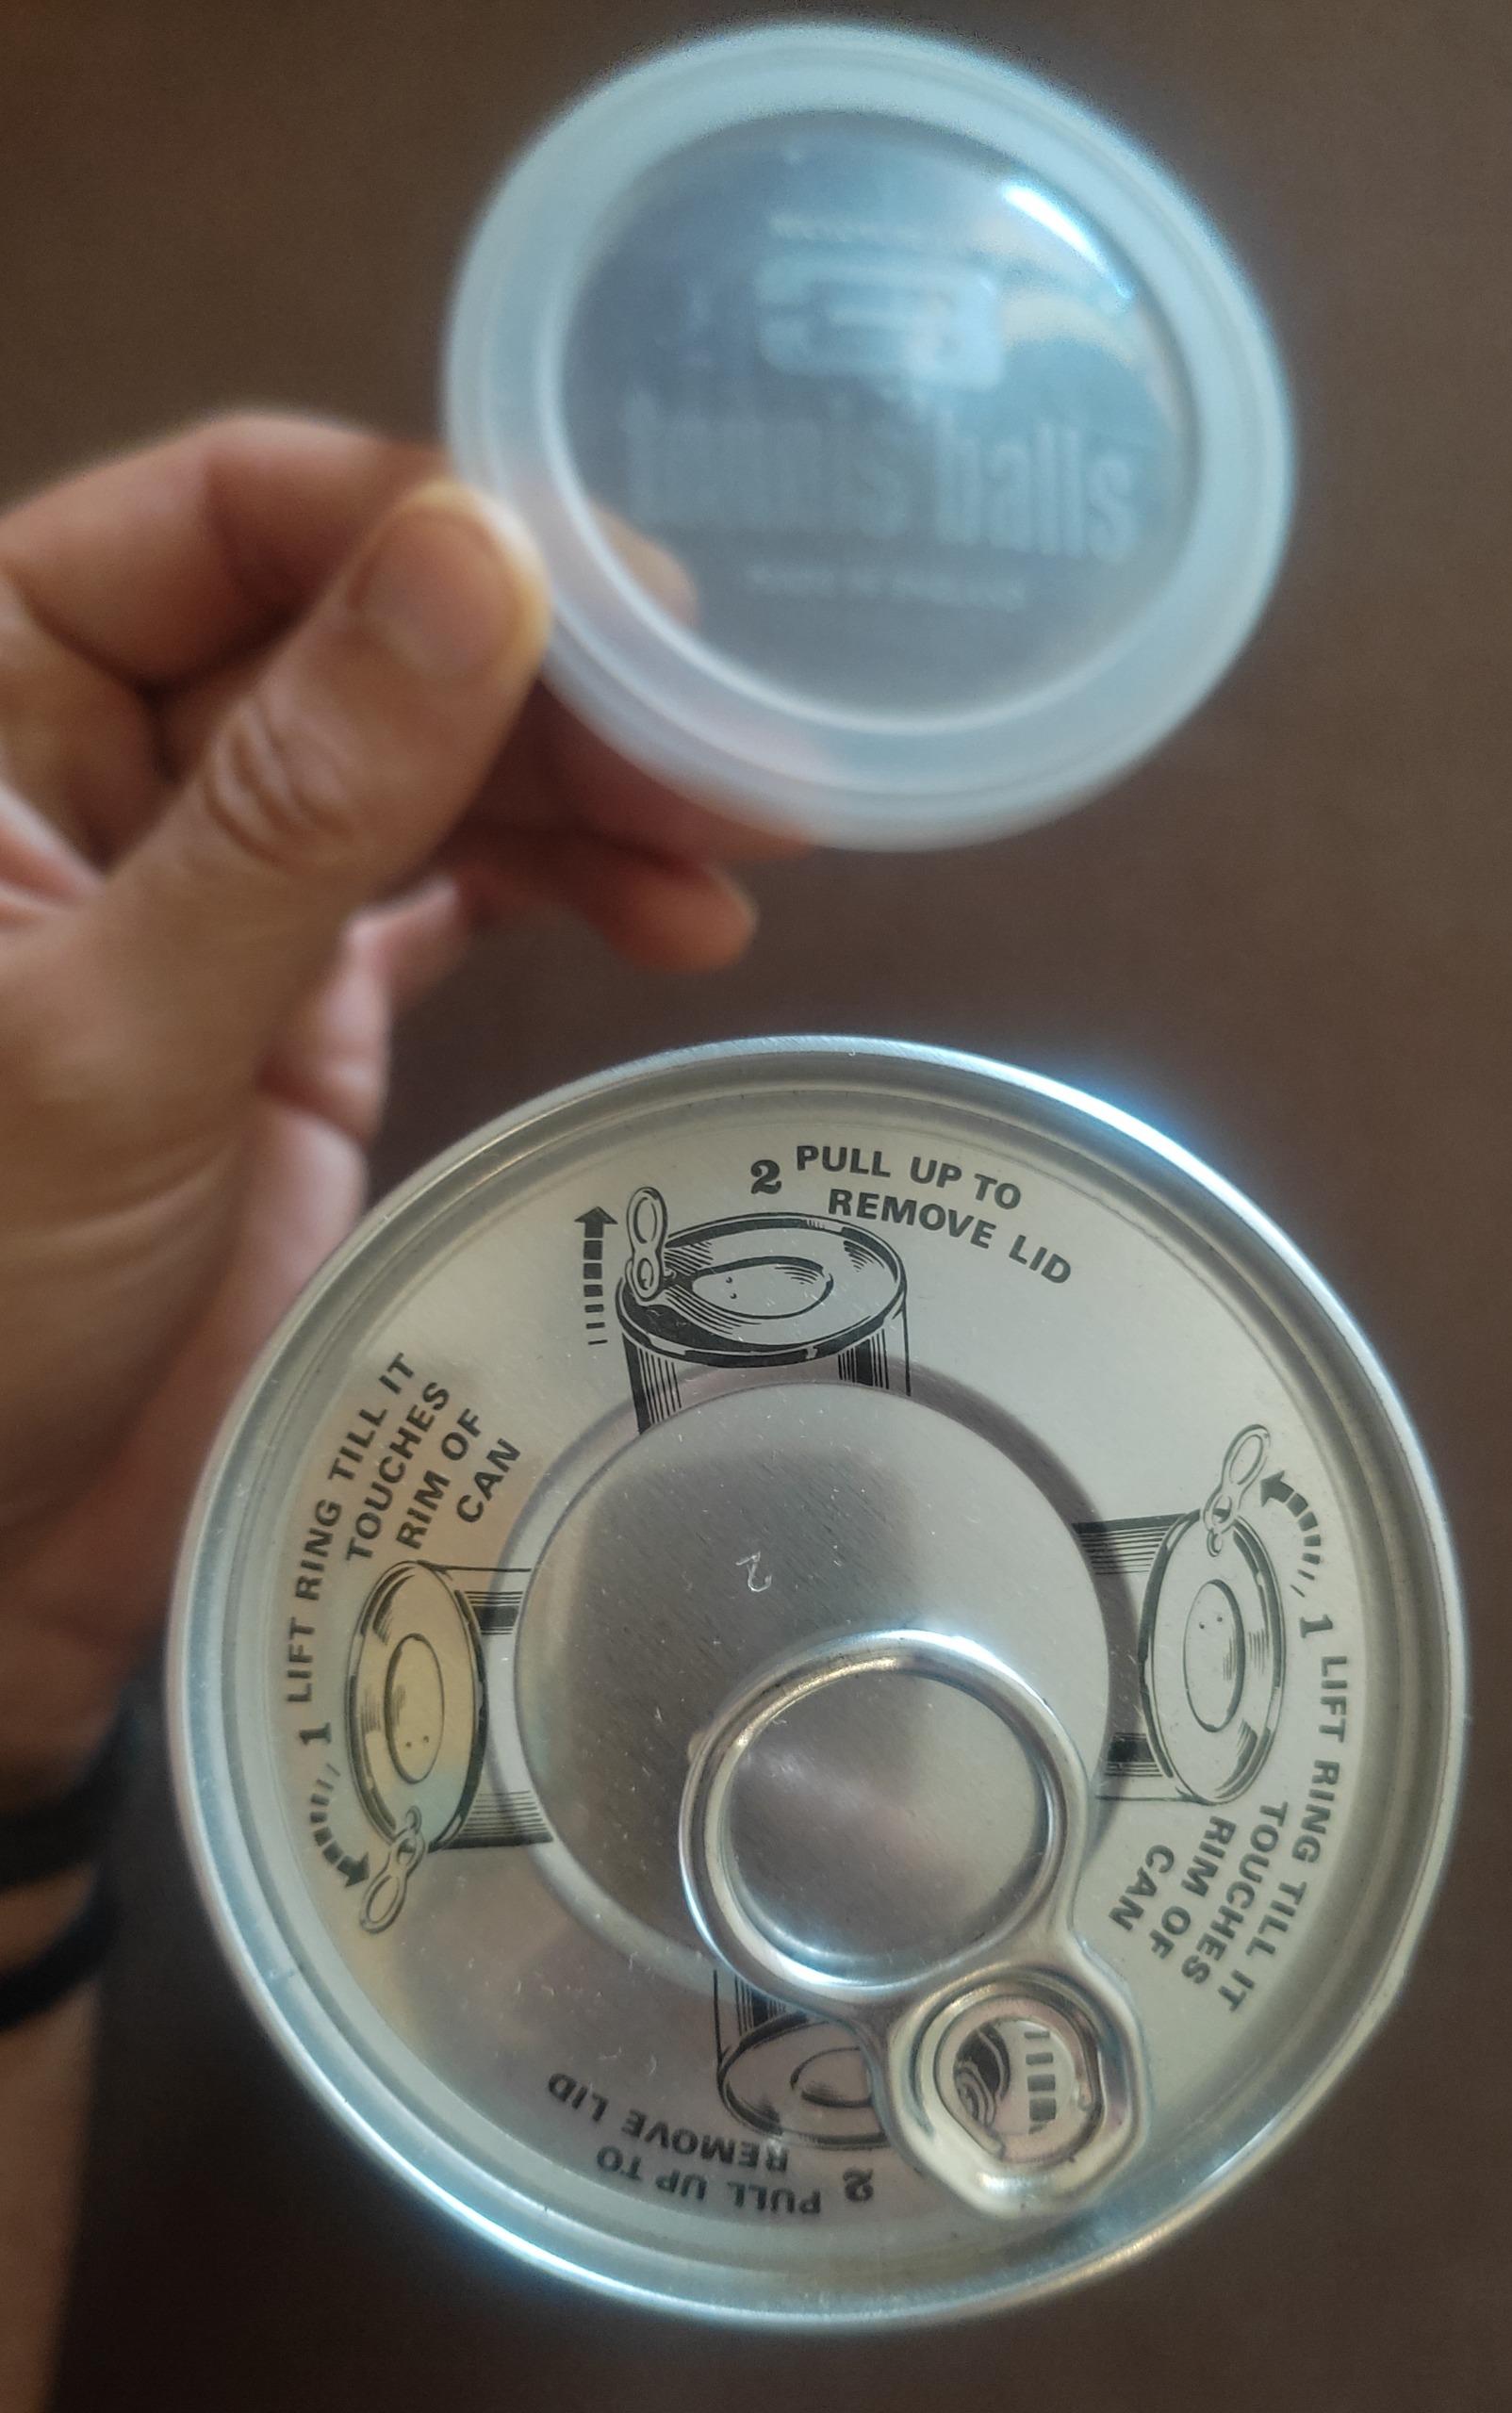 tennis balls
2 PULL UP TO
REMOVE LID
1 LIFT RING TILL IT
TOUCHES
RIM OF
CAN
1 LIFT RING TILL IT
TOUCHES
RIM OF
CAN
2 PULL UP TO
REMOVE LID
2